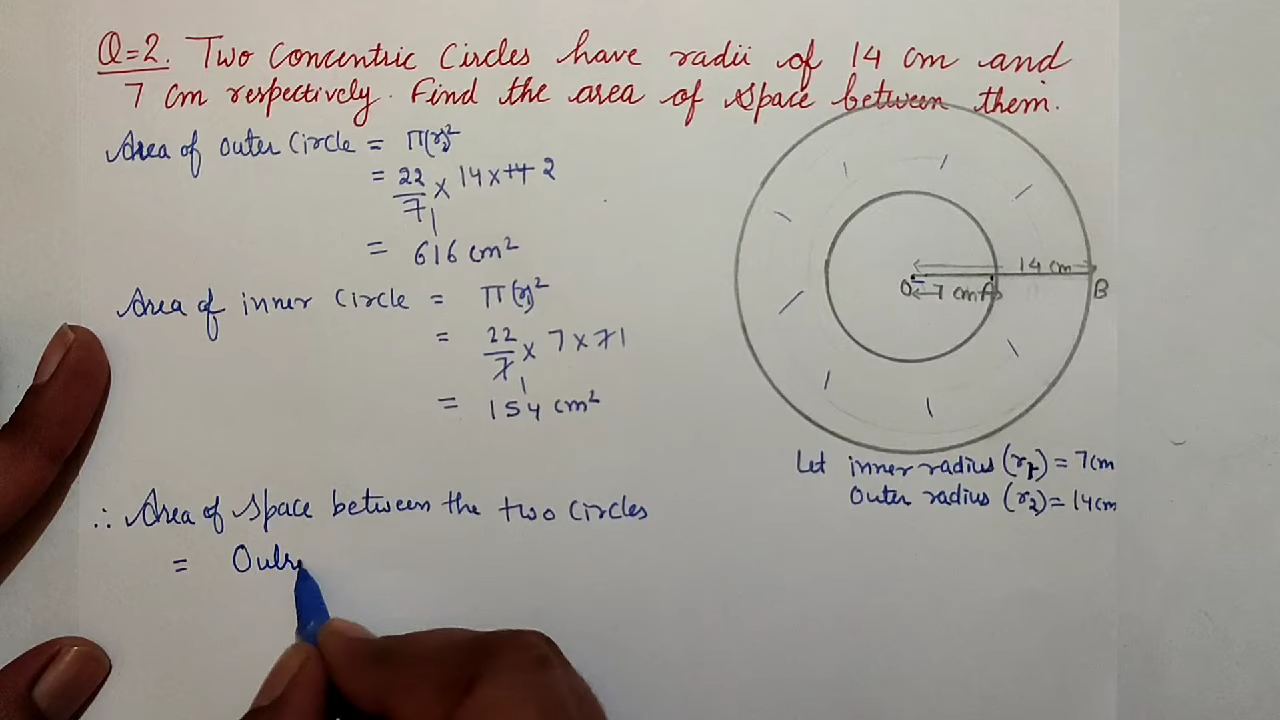 Q=2. Two Concentric Circles have radii of 14 cm and
7 cm respectively. Find the area of space between them.
Area of outer Circle = π(r)²
= 22/7 × 14 × 14 2
1
= 616 cm²
Area of inner Circle = π(r)²
= 22/7 × 7 × 7 1
1
= 154 cm²
∴ Area of space between the two circles
=
14 cm
O 7 cm A B
Let inner radius (r₁) = 7cm
Outer radius (r₂) = 14cm